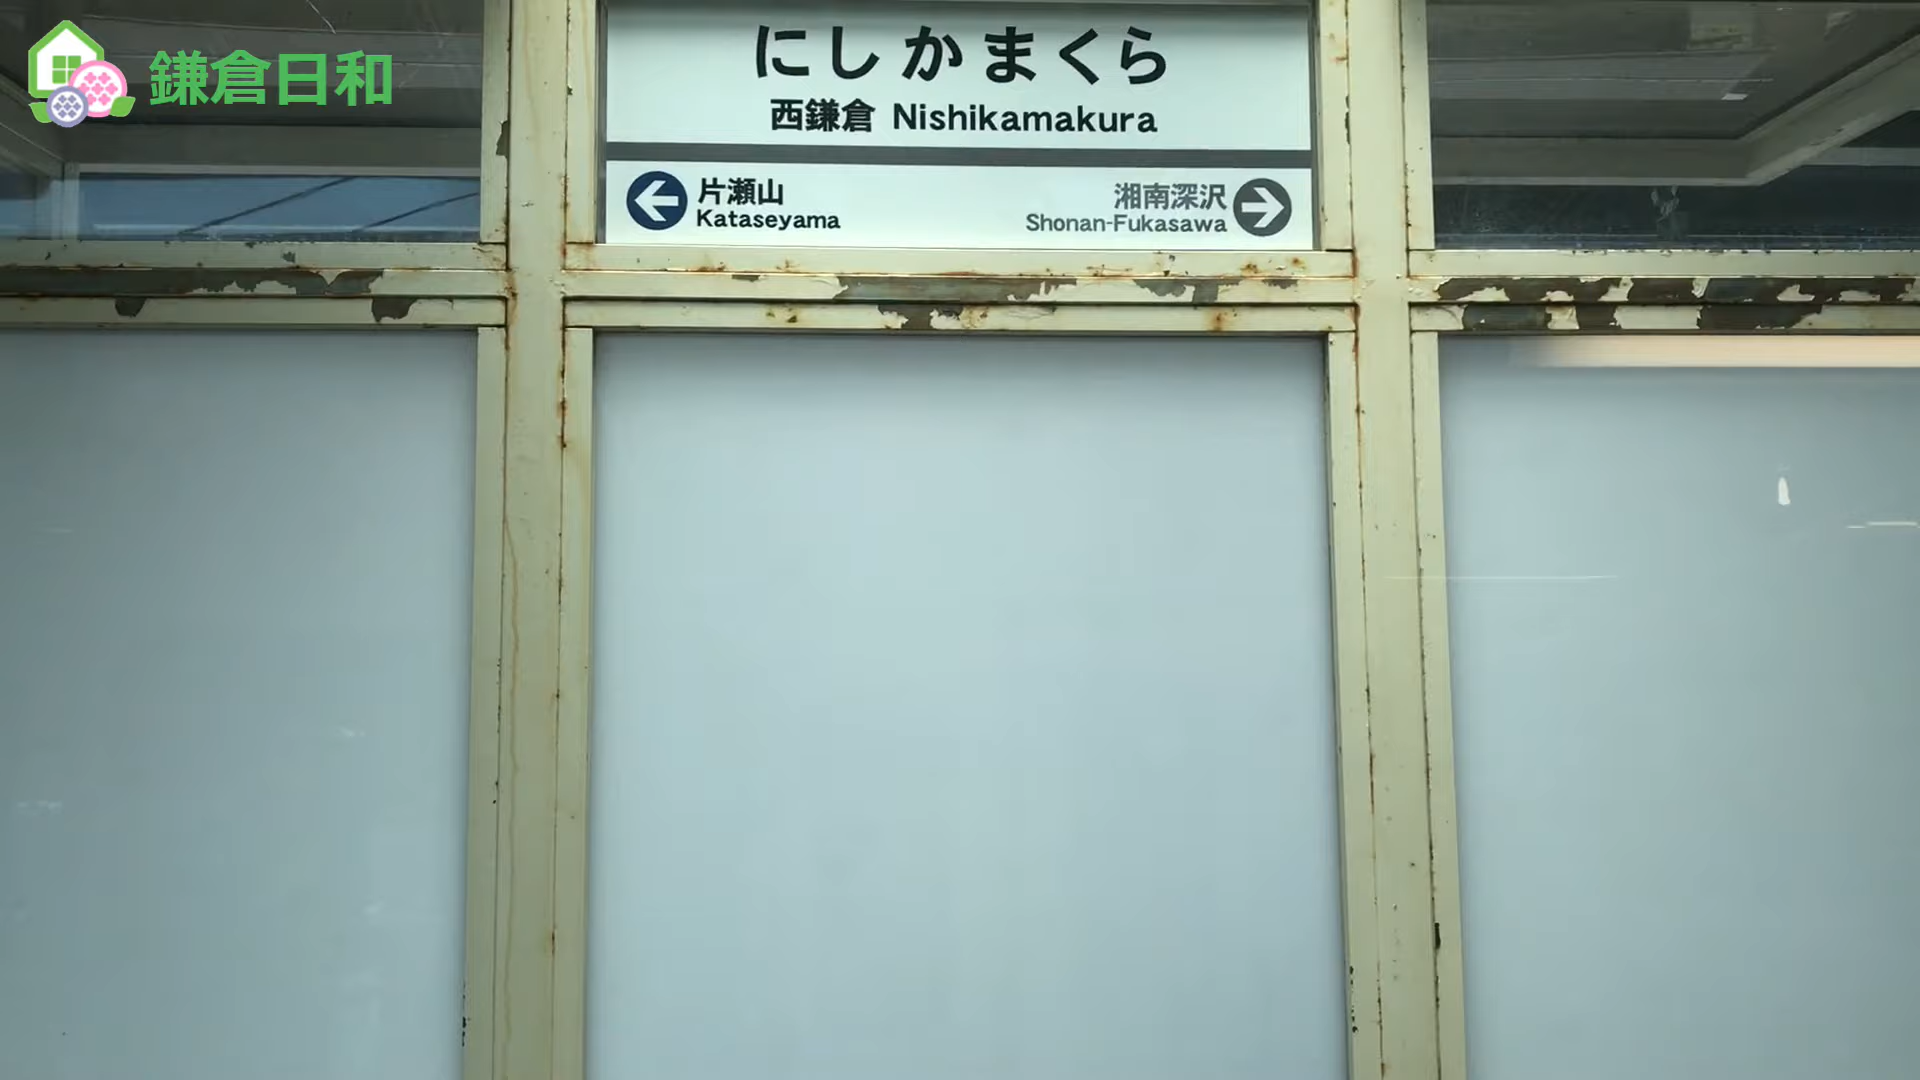 鎌倉日和
にしかまくら
西鎌倉 Nishikamakura
片瀬山
Kataseyama
湘南深沢
Shonan-Fukasawa